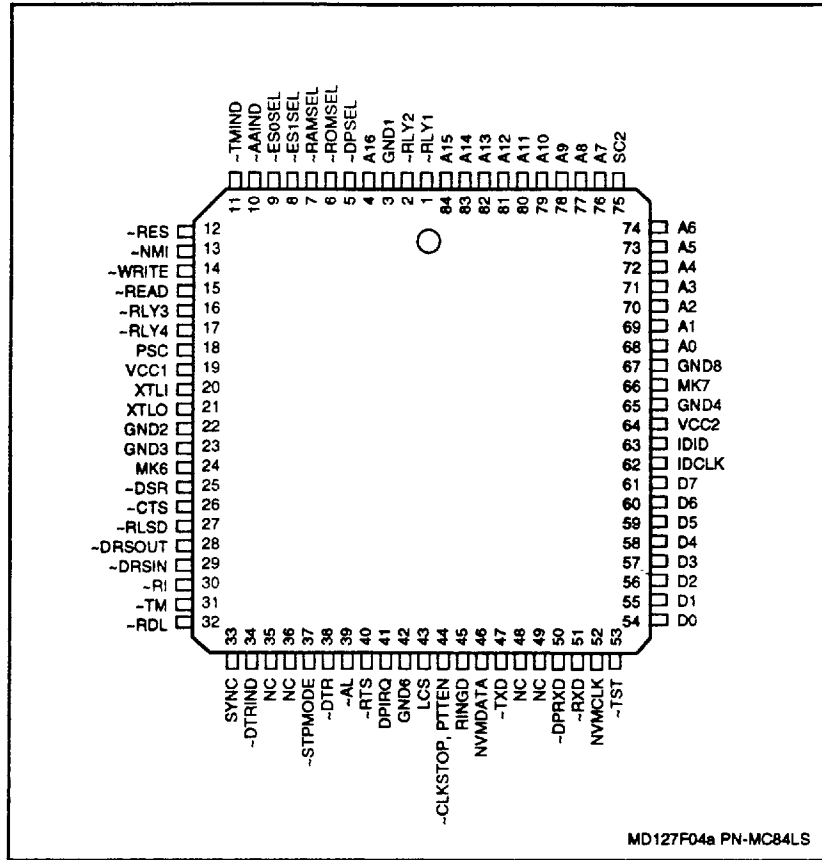 ~TMIND 11
~AAIND 10
~ES0SEL 9
~ES1SEL 8
~RAMSEL 7
~ROMSEL 6
~DPSEL 5
A16 4
GND1 3
~RLY2 2
~RLY1 1
A15 84
A14 83
A13 82
A12 81
A11 80
A10 79
A9 78
A8 77
A7 76
SC2 75
~RES 12
~NMI 13
~WRITE 14
~READ 15
~RLY3 16
~RLY4 17
PSC 18
VCC1 19
XTLI 20
XTLO 21
GND2 22
GND3 23
MK6 24
~DSR 25
~CTS 26
~RLSD 27
~DRSOUT 28
~DRSIN 29
~RI 30
~TM 31
~RDL 32
74 A6
73 A5
72 A4
71 A3
70 A2
69 A1
68 A0
67 GND8
66 MK7
65 GND4
64 VCC2
63 IDID
62 IDCLK
61 D7
60 D6
59 D5
58 D4
57 D3
56 D2
55 D1
54 D0
33 SYNC
34 ~DTRIND
35 NC
36 NC
37 ~STPMODE
38 ~DTR
39 ~AL
40 ~RTS
41 DPIRQ
42 GND6
43 LCS
44 ~CLKSTOP, PTTEN
45 RINGD
46 NVMDATA
47 ~TXD
48 NC
49 NC
50 ~DPRXD
51 ~RXD
52 NVMCLK
53 ~TST
MD127F04a PN-MC84LS